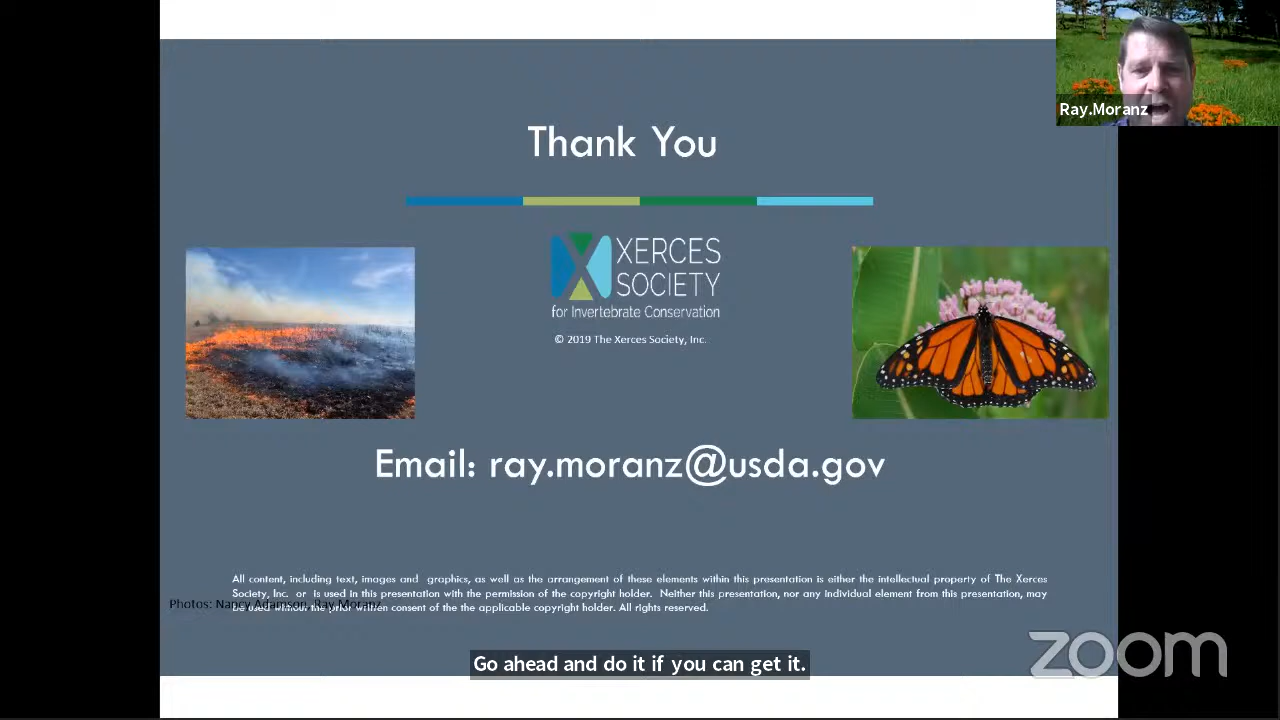 Ray.Moranz
Thank You
XERCES
SOCIETY
for Invertebrate Conservation
© 2019 The Xerces Society, Inc.
Email: ray.moranz@usda.gov
All content, including text, images and graphics, as well as the arrangement of these elements within this presentation is either the intellectual property of The Xerces
Society, Inc. or is used in this presentation with the permission of the copyright holder. Neither this presentation, nor any individual element from this presentation, may
Photos: Nancy Adamson, Ray Moranz
be used without the prior written consent of the the applicable copyright holder. All rights reserved.
Go ahead and do it if you can get it.
zoom